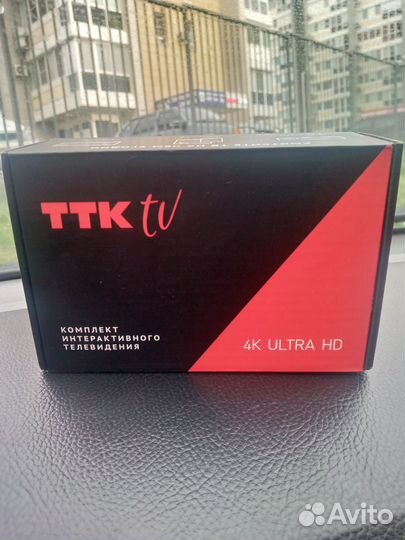 ТТК tv
КОМПЛЕКТ
ИНТЕРАКТИВНОГО
ТЕЛЕВИДЕНИЯ
4K ULTRA HD
Avito